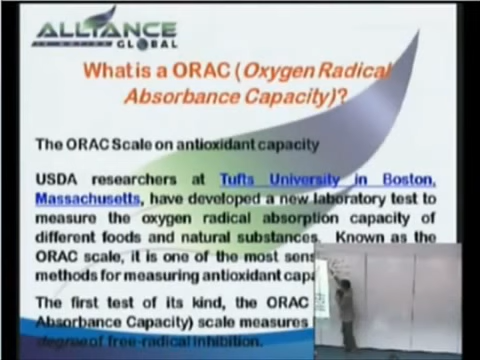 ALLIANCE
IN MOTION
GLOBAL
What is a ORAC (Oxygen Radical
Absorbance Capacity)?
The ORAC Scale on antioxidant capacity
USDA researchers at Tufts University in Boston,
Massachusetts, have developed a new laboratory test to
measure the oxygen radical absorption capacity of
different foods and natural substances. Known as the
ORAC scale, it is one of the most sens
methods for measuring antioxidant capa
The first test of its kind, the ORAC
Absorbance Capacity) scale measures
degree of free-radical inhibition.